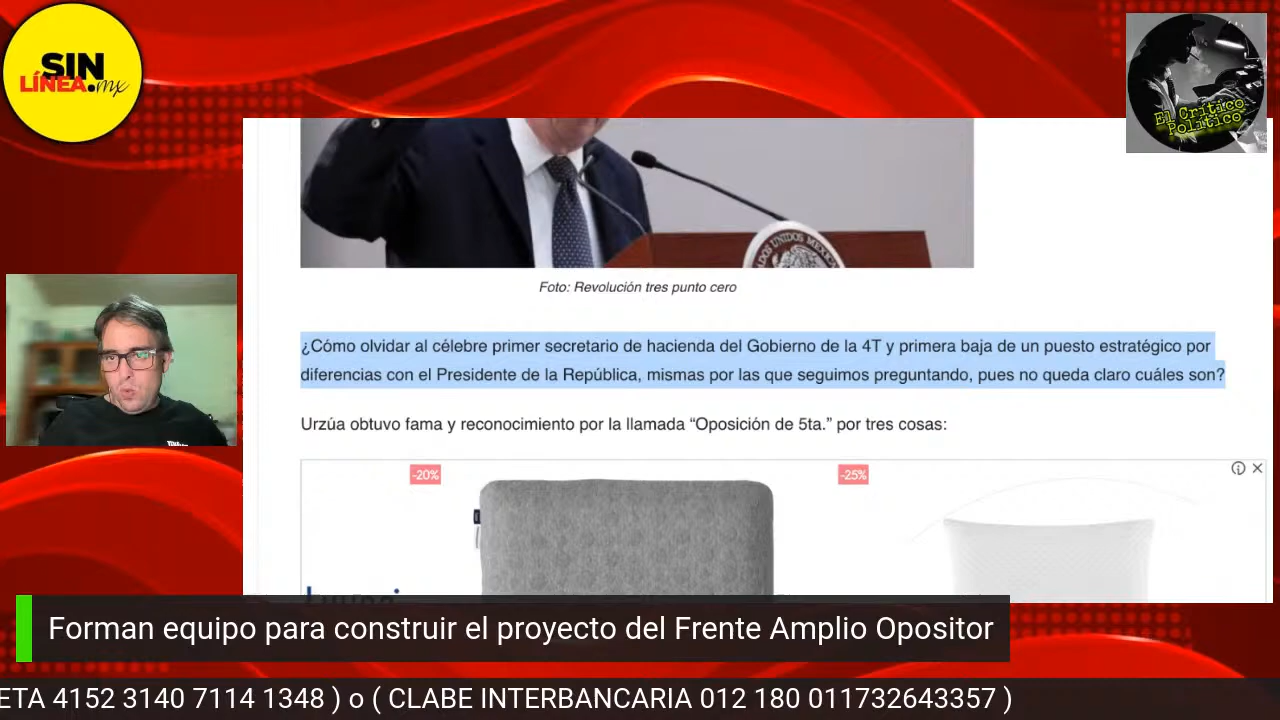 SIN
LÍNEA.mx
El Crítico
Político
UNIDOS MEXICA
Foto: Revolución tres punto cero
¿Cómo olvidar al célebre primer secretario de hacienda del Gobierno de la 4T y primera baja de un puesto estratégico por
diferencias con el Presidente de la República, mismas por las que seguimos preguntando, pues no queda claro cuáles son?
Urzúa obtuvo fama y reconocimiento por la llamada “Oposición de 5ta.” por tres cosas:
-20%
-25%
Forman equipo para construir el proyecto del Frente Amplio Opositor
ETA 4152 3140 7114 1348 ) o ( CLABE INTERBANCARIA 012 180 011732643357 )